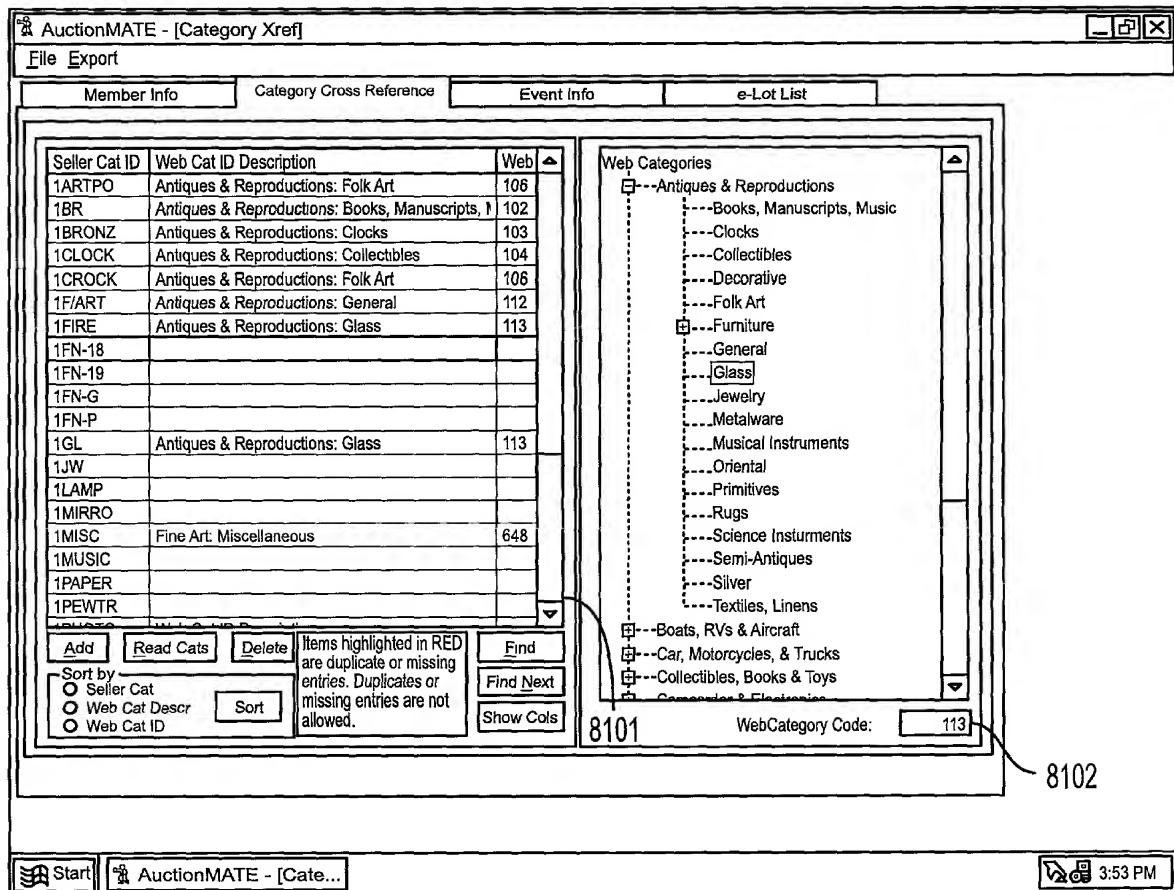 AuctionMATE - [Category Xref]
File Export
Member Info Category Cross Reference Event Info e-Lot List
Seller Cat ID Web Cat ID Description Web
1ARTPO Antiques & Reproductions: Folk Art 106
1BR Antiques & Reproductions: Books, Manuscripts, 102
1BRONZ Antiques & Reproductions: Clocks 103
1CLOCK Antiques & Reproductions: Collectibles 104
1CROCK Antiques & Reproductions: Folk Art 106
1F/ART Antiques & Reproductions: General 112
1FIRE Antiques & Reproductions: Glass 113
1FN-18
1FN-19
1FN-G
1FN-P
1GL Antiques & Reproductions: Glass 113
1JW
1LAMP
1MIRRO
1MISC Fine Art: Miscellaneous 648
1MUSIC
1PAPER
1PEWTR
Add Read Cats Delete
Sort by
Seller Cat
Web Cat Descr
Web Cat ID
Sort
Items highlighted in RED
are duplicate or missing
entries. Duplicates or
missing entries are not
allowed.
Find
Find Next
Show Cols
8101
Web Categories
Antiques & Reproductions
Books, Manuscripts, Music
Clocks
Collectibles
Decorative
Folk Art
Furniture
General
Glass
Jewelry
Metalware
Musical Instruments
Oriental
Primitives
Rugs
Science Insturments
Semi-Antiques
Silver
Textiles, Linens
Boats, RVs & Aircraft
Car, Motorcycles, & Trucks
Collectibles, Books & Toys
WebCategory Code: 113
8102
Start AuctionMATE - [Cate... 3:53 PM